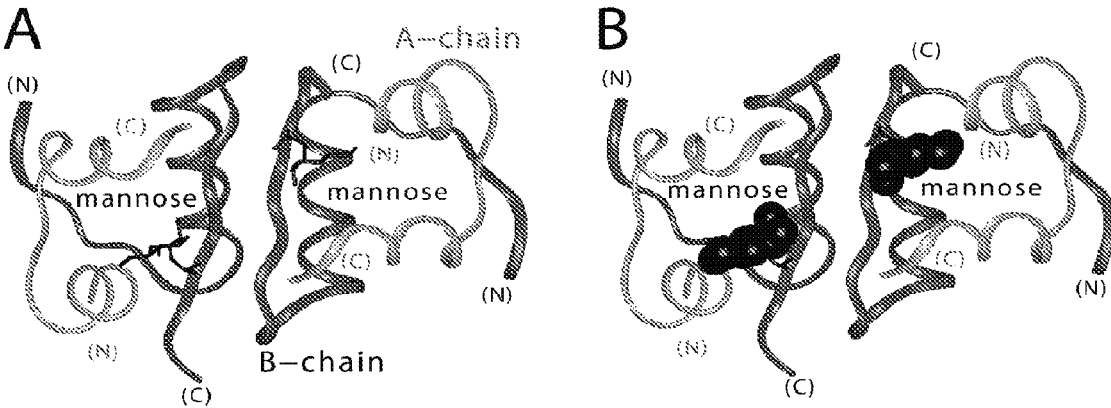 A
A–chain
(C)
(N)
(C)
(N)
mannose
mannose
(C)
(N)
(N)
B–chain
(C)
B
(N)
(C)
(C)
(N)
mannose
mannose
(C)
(N)
(N)
(C)